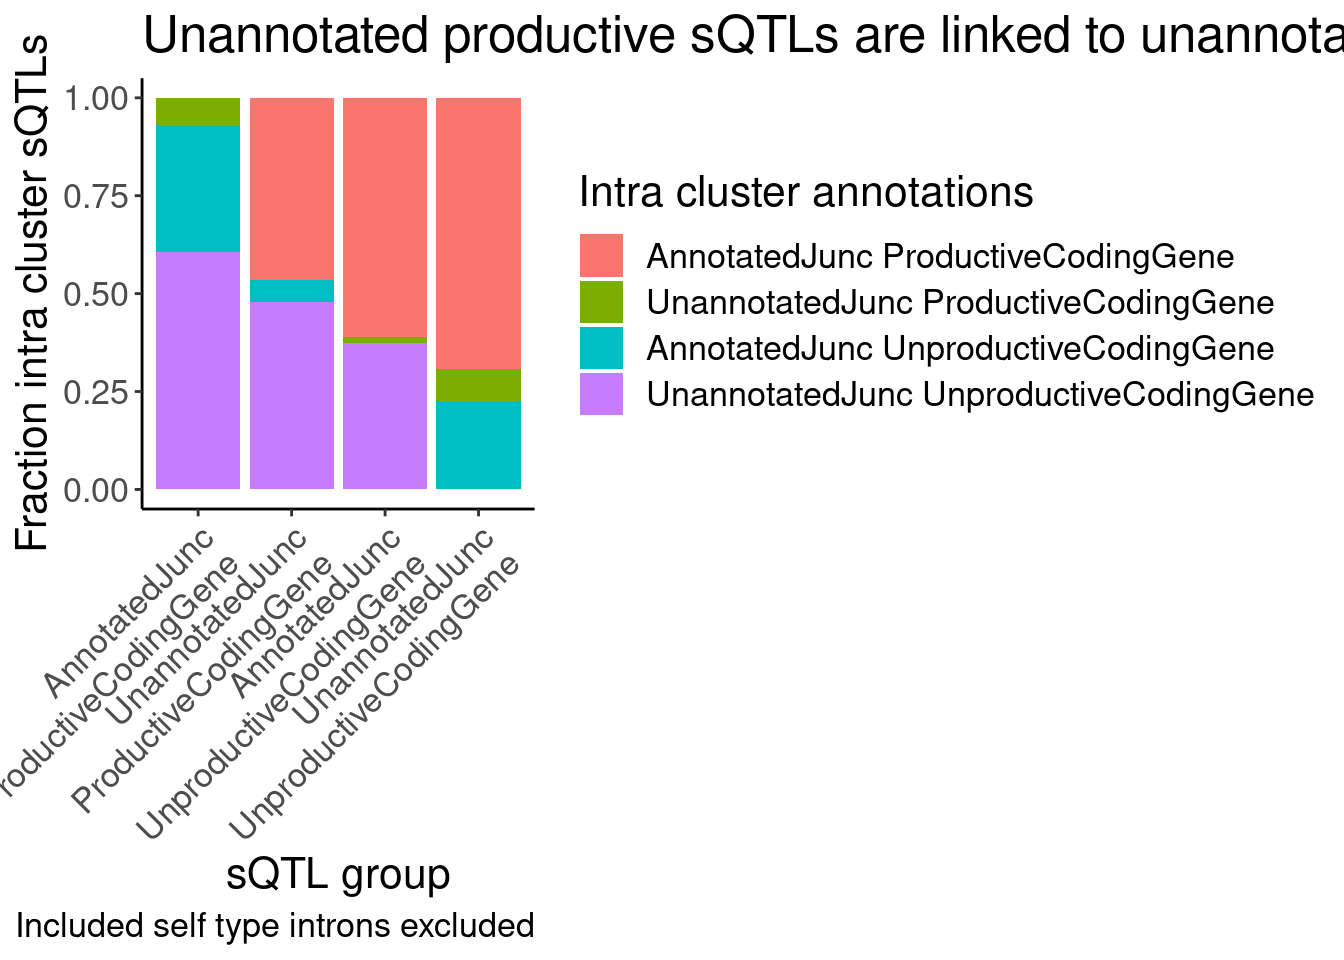 Unannotated productive sQTLs are linked to unannota
Fraction intra cluster sQTLs
1.00
0.75
0.50
0.25
0.00
AnnotatedJunc
roductiveCodingGene
UnannotatedJunc
ProductiveCodingGene
AnnotatedJunc
UnproductiveCodingGene
UnannotatedJunc
UnproductiveCodingGene
sQTL group
Included self type introns excluded
Intra cluster annotations
AnnotatedJunc ProductiveCodingGene
UnannotatedJunc ProductiveCodingGene
AnnotatedJunc UnproductiveCodingGene
UnannotatedJunc UnproductiveCodingGene